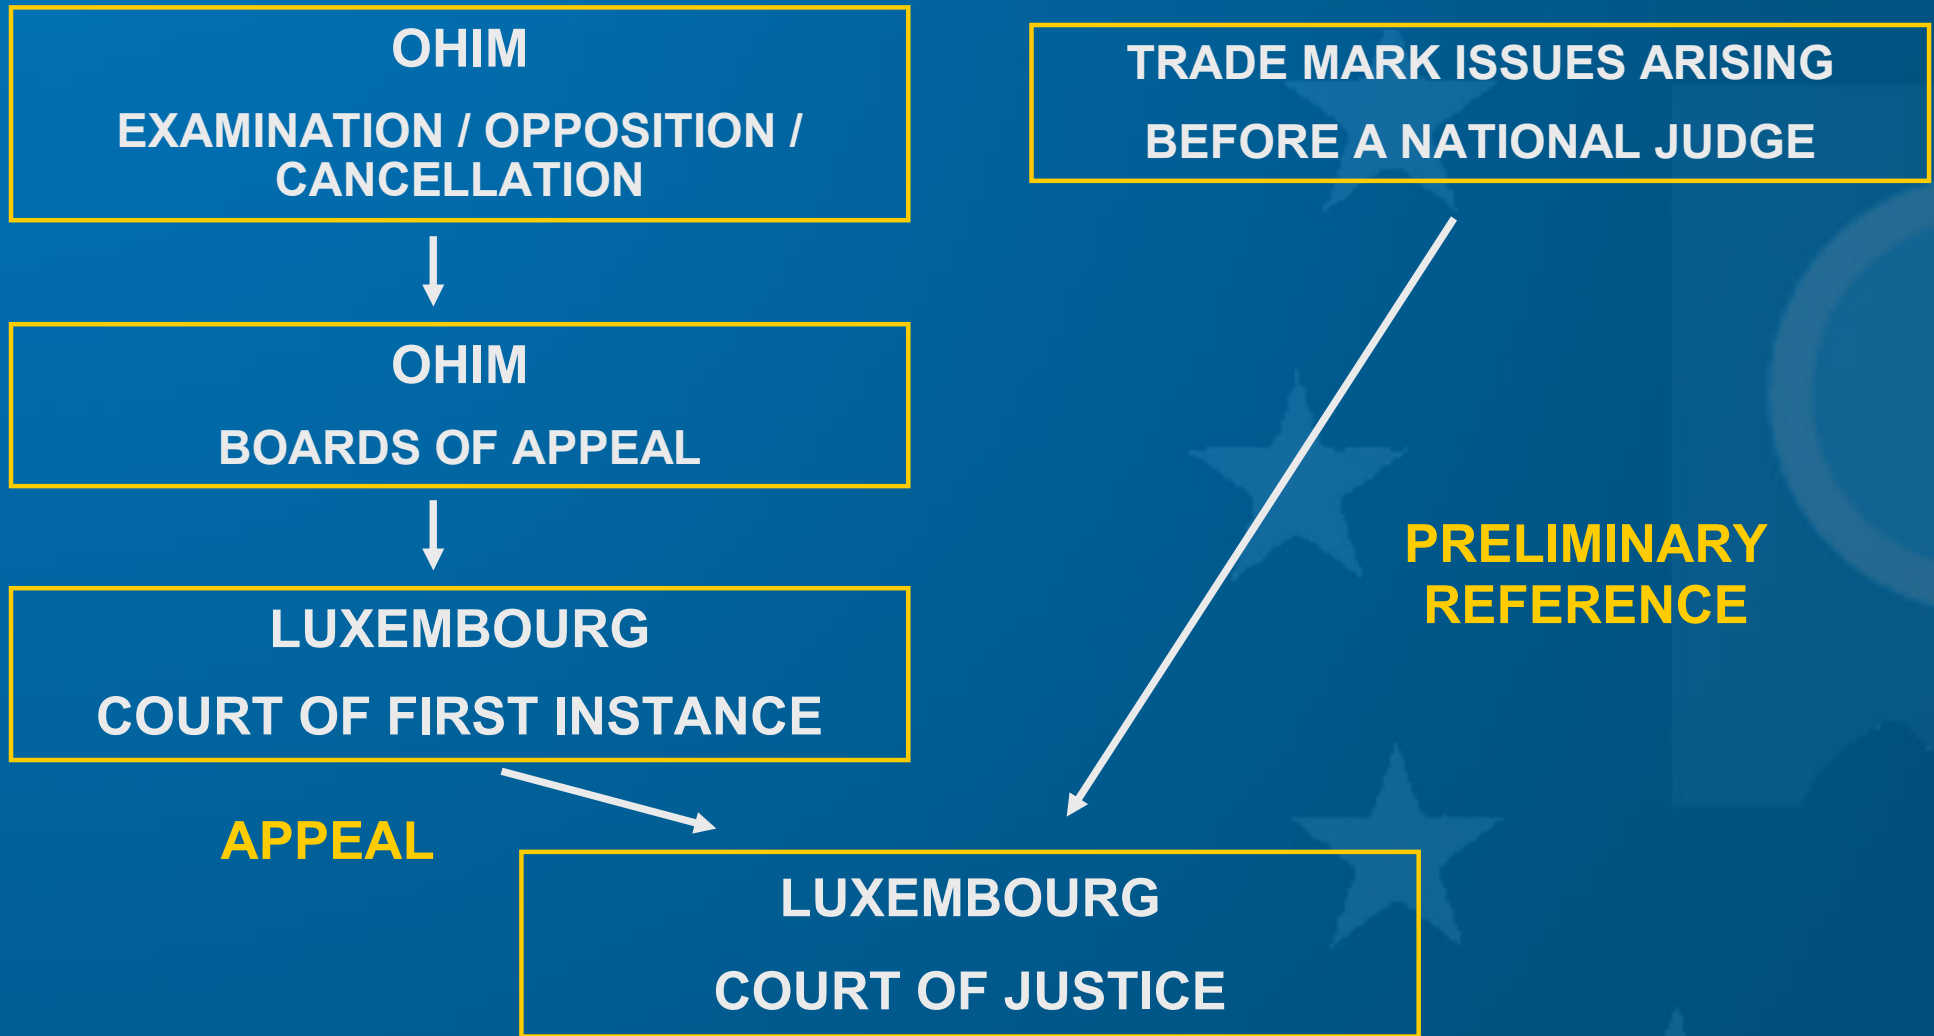 OHIM
EXAMINATION / OPPOSITION /
CANCELLATION
TRADE MARK ISSUES ARISING
BEFORE A NATIONAL JUDGE
OHIM
BOARDS OF APPEAL
PRELIMINARY
REFERENCE
LUXEMBOURG
COURT OF FIRST INSTANCE
APPEAL
LUXEMBOURG
COURT OF JUSTICE